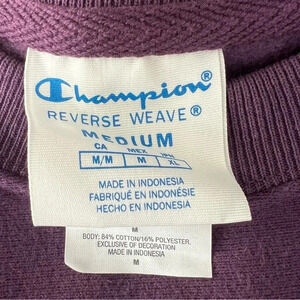 Champion®
REVERSE WEAVE®
MEDIUM
CA MEX
M/M M XL
MADE IN INDONESIA
FABRIQUÉ EN INDONÉSIE
HECHO EN INDONESIA
M
BODY: 84% COTTON/16% POLYESTER.
EXCLUSIVE OF DECORATION
MADE IN INDONESIA
M